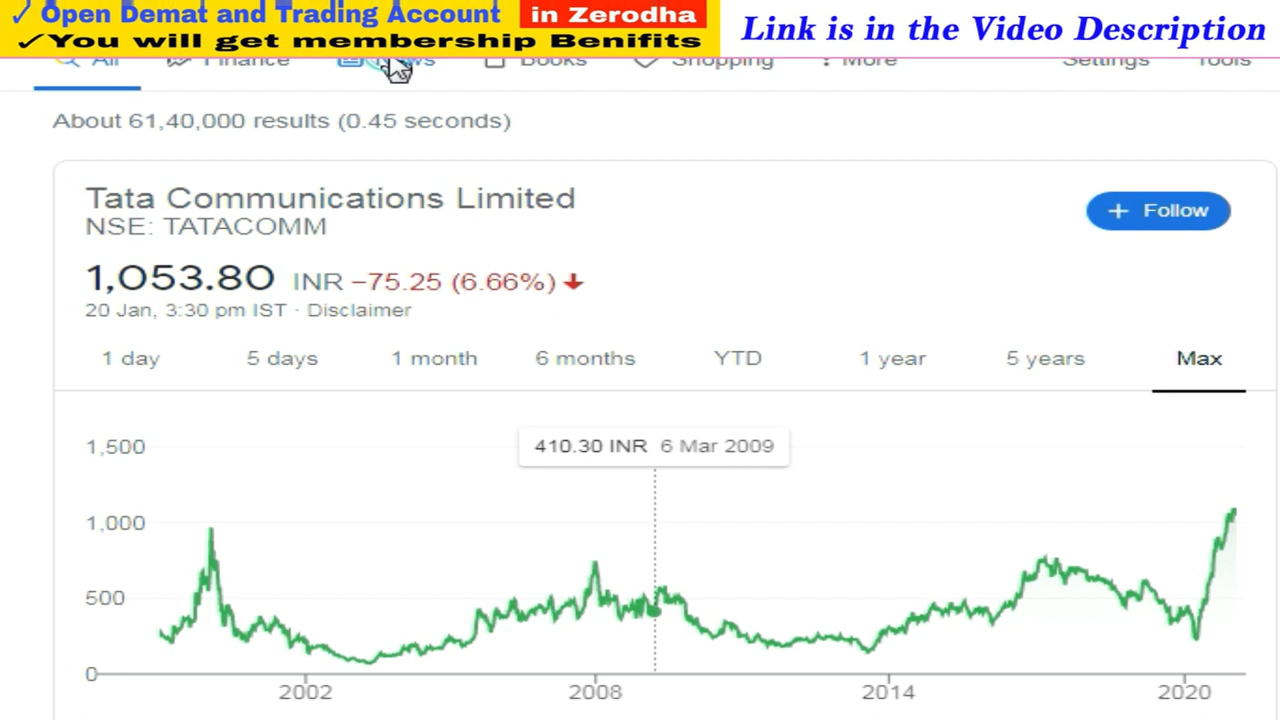 ✓ Open Demat and Trading Account in Zerodha
✓You will get membership Benifits
Link is in the Video Description
All Finance News Books Shopping More Settings Tools
About 61,40,000 results (0.45 seconds)
Tata Communications Limited
NSE: TATACOMM
+ Follow
1,053.80 INR −75.25 (6.66%) ↓
20 Jan, 3:30 pm IST · Disclaimer
1 day 5 days 1 month 6 months YTD 1 year 5 years Max
410.30 INR 6 Mar 2009
1,500
1,000
500
0
2002 2008 2014 2020